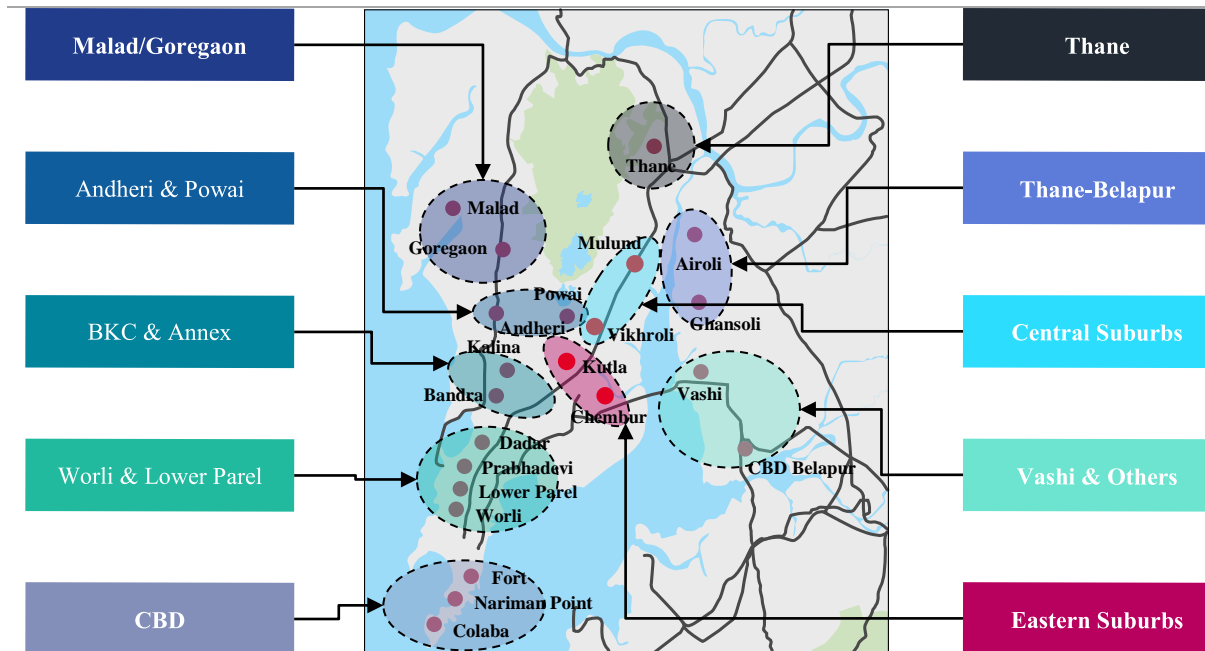 Malad/Goregaon
Thane
Thane
Andheri & Powai
Thane-Belapur
Malad
Goregaon
Mulund
Airoli
Powai
Andheri
Vikhroli
Ghansoli
BKC & Annex
Central Suburbs
Kalina
Kutla
Bandra
Vashi
Chembur
Dadar
Prabhadevi
CBD Belapur
Worli & Lower Parel
Vashi & Others
Lower Parel
Worli
Fort
Nariman Point
Colaba
CBD
Eastern Suburbs